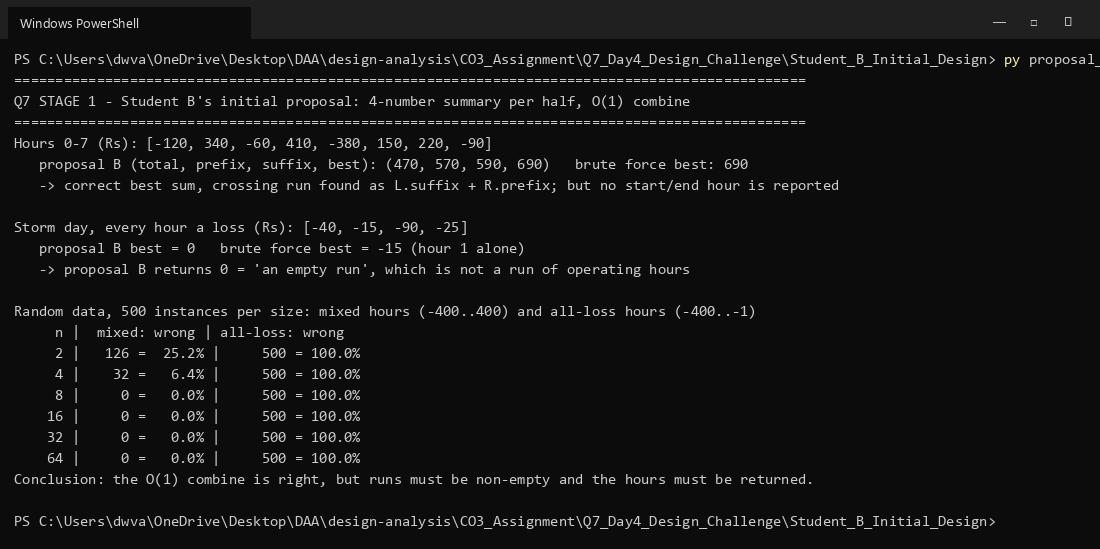 Windows PowerShell
PS C:\Users\dwva\OneDrive\Desktop\DAA\design-analysis\CO3_Assignment\Q7_Day4_Design_Challenge\Student_B_Initial_Design> py proposal_
================================================================================================
Q7 STAGE 1 - Student B's initial proposal: 4-number summary per half, O(1) combine
================================================================================================
Hours 0-7 (Rs): [-120, 340, -60, 410, -380, 150, 220, -90]
   proposal B (total, prefix, suffix, best): (470, 570, 590, 690)   brute force best: 690
   -> correct best sum, crossing run found as L.suffix + R.prefix; but no start/end hour is reported

Storm day, every hour a loss (Rs): [-40, -15, -90, -25]
   proposal B best = 0   brute force best = -15 (hour 1 alone)
   -> proposal B returns 0 = 'an empty run', which is not a run of operating hours

Random data, 500 instances per size: mixed hours (-400..400) and all-loss hours (-400..-1)
     n |  mixed: wrong | all-loss: wrong
     2 |   126 =  25.2% |     500 = 100.0%
     4 |    32 =   6.4% |     500 = 100.0%
     8 |     0 =   0.0% |     500 = 100.0%
    16 |     0 =   0.0% |     500 = 100.0%
    32 |     0 =   0.0% |     500 = 100.0%
    64 |     0 =   0.0% |     500 = 100.0%
Conclusion: the O(1) combine is right, but runs must be non-empty and the hours must be returned.

PS C:\Users\dwva\OneDrive\Desktop\DAA\design-analysis\CO3_Assignment\Q7_Day4_Design_Challenge\Student_B_Initial_Design>